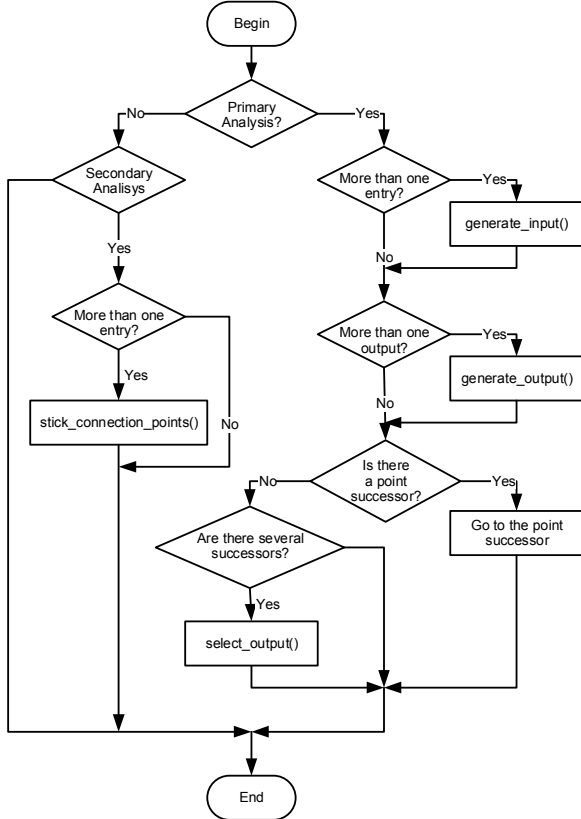 Begin
Primary
Analysis?
No
Yes
Secondary
Analisys
More than one
entry?
Yes
generate_input()
Yes
No
More than one
entry?
More than one
output?
Yes
generate_output()
Yes
No
stick_connection_points()
No
Is there
a point
successor?
No
Yes
Are there several
successors?
Go to the point
successor
Yes
select_output()
End